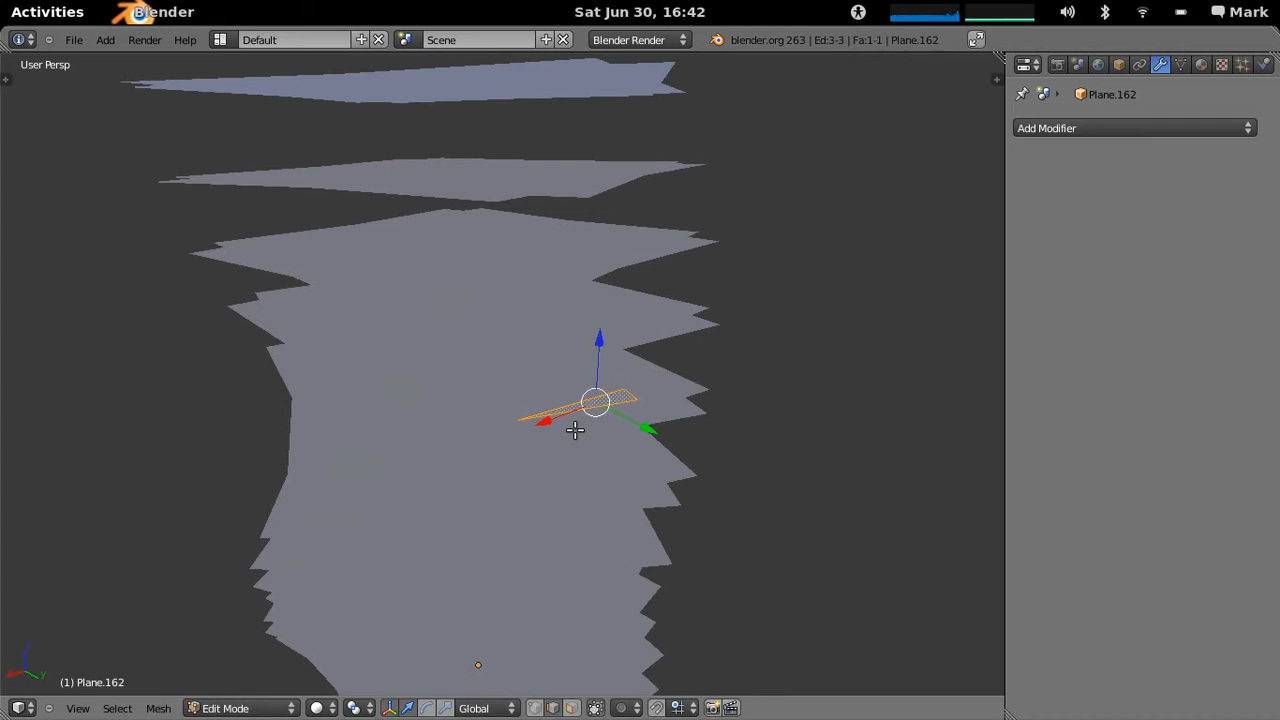 Activities Blender Sat Jun 30, 16:42 Mark
File Add Render Help Default Scene Blender Render blender.org 263 | Ed:3-3 | Fa:1-1 | Plane.162
User Persp
Plane.162
Add Modifier
z
y
(1) Plane.162
View Select Mesh Edit Mode Global